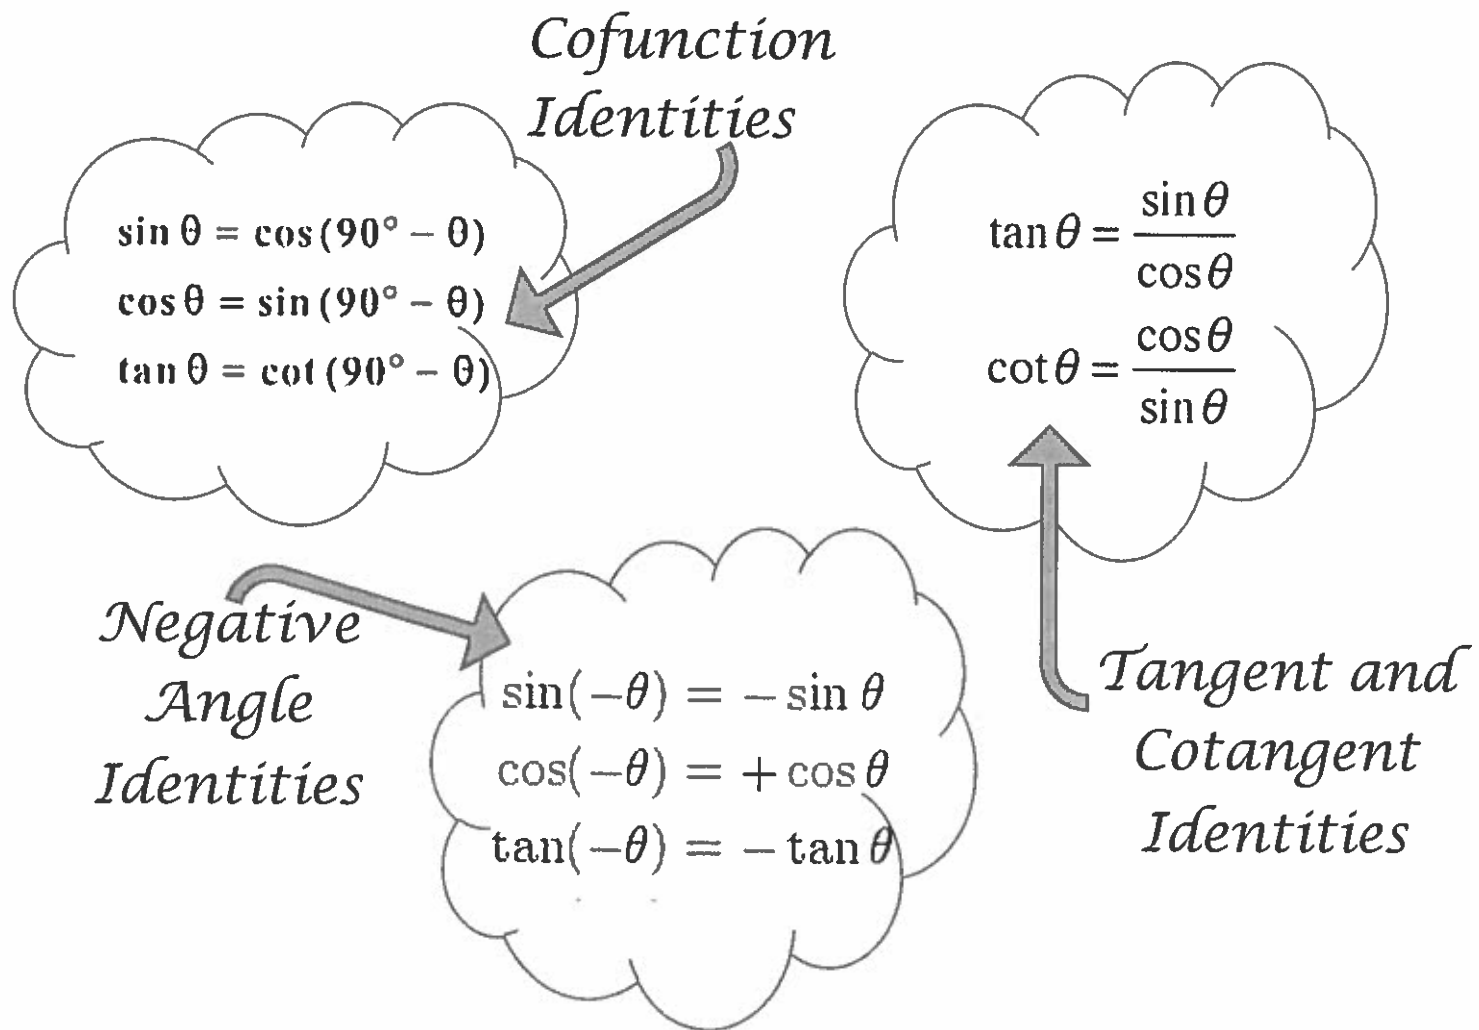 Cofunction
Identities
sin θ = cos (90° − θ)
cos θ = sin (90° − θ)
tan θ = cot (90° − θ)
tan θ = sin θ / cos θ
cot θ = cos θ / sin θ
Negative
Angle
Identities
sin(−θ) = − sin θ
cos(−θ) = + cos θ
tan(−θ) = − tan θ
Tangent and
Cotangent
Identities